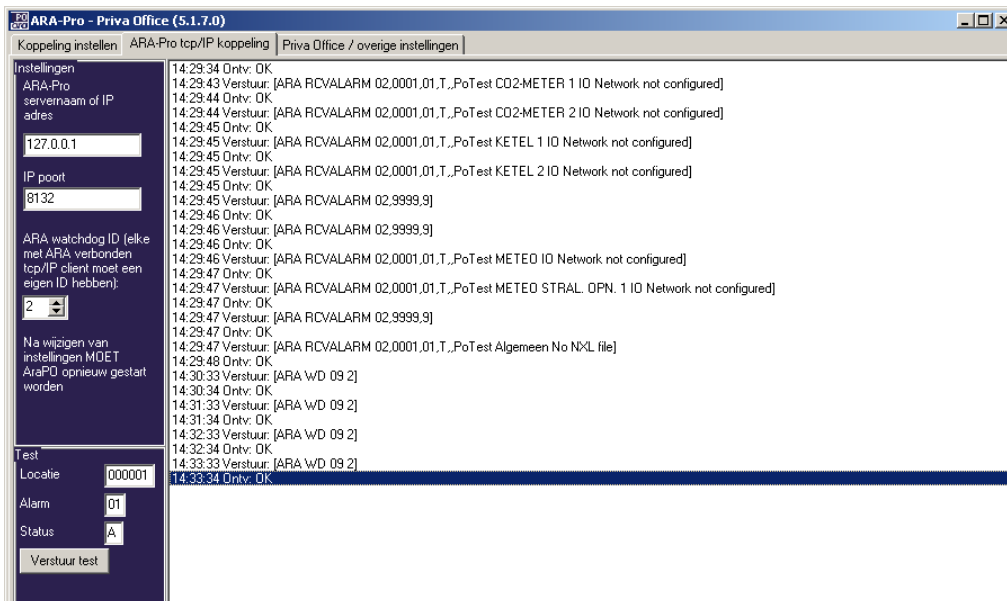 PO ARA-Pro - Priva Office (5.1.7.0)
Koppeling instellen ARA-Pro tcp/IP koppeling Priva Office / overige instellingen
Instellingen
ARA-Pro
servernaam of IP
adres
127.0.0.1
IP poort
8132
ARA watchdog ID (elke
met ARA verbonden
tcp/IP client moet een
eigen ID hebben):
2
Na wijzigen van
instellingen MOET
AraPO opnieuw gestart
worden
Test
Locatie 000001
Alarm 01
Status A
Verstuur test
14:29:34 Ontv: OK
14:29:43 Verstuur: [ARA RCVALARM 02,0001,01,T,,PoTest CO2-METER 1 IO Network not configured]
14:29:44 Ontv: OK
14:29:44 Verstuur: [ARA RCVALARM 02,0001,01,T,,PoTest CO2-METER 2 IO Network not configured]
14:29:45 Ontv: OK
14:29:45 Verstuur: [ARA RCVALARM 02,0001,01,T,,PoTest KETEL 1 IO Network not configured]
14:29:45 Ontv: OK
14:29:45 Verstuur: [ARA RCVALARM 02,0001,01,T,,PoTest KETEL 2 IO Network not configured]
14:29:45 Ontv: OK
14:29:45 Verstuur: [ARA RCVALARM 02,9999,9]
14:29:46 Ontv: OK
14:29:46 Verstuur: [ARA RCVALARM 02,9999,9]
14:29:46 Ontv: OK
14:29:46 Verstuur: [ARA RCVALARM 02,0001,01,T,,PoTest METEO IO Network not configured]
14:29:47 Ontv: OK
14:29:47 Verstuur: [ARA RCVALARM 02,0001,01,T,,PoTest METEO STRAL. OPN. 1 IO Network not configured]
14:29:47 Ontv: OK
14:29:47 Verstuur: [ARA RCVALARM 02,9999,9]
14:29:47 Ontv: OK
14:29:47 Verstuur: [ARA RCVALARM 02,0001,01,T,,PoTest Algemeen No NXL file]
14:29:48 Ontv: OK
14:30:33 Verstuur: [ARA WD 09 2]
14:30:34 Ontv: OK
14:31:33 Verstuur: [ARA WD 09 2]
14:31:34 Ontv: OK
14:32:33 Verstuur: [ARA WD 09 2]
14:32:34 Ontv: OK
14:33:33 Verstuur: [ARA WD 09 2]
14:33:34 Ontv: OK